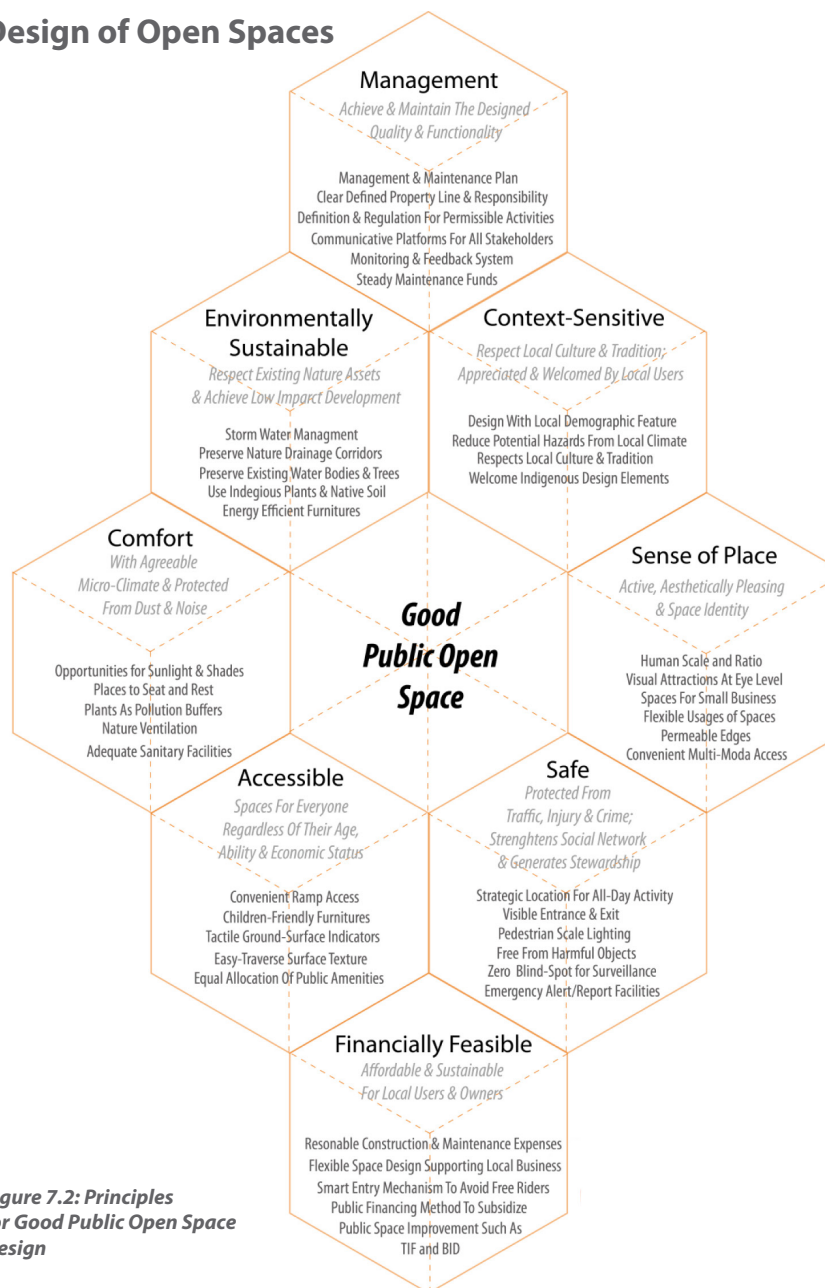 Design of Open Spaces
Management
Achieve & Maintain The Designed
Quality & Functionality
Management & Maintenance Plan
Clear Defined Property Line & Responsibility
Definition & Regulation For Permissible Activities
Communicative Platforms For All Stakeholders
Monitoring & Feedback System
Steady Maintenance Funds
Environmentally
Sustainable
Respect Existing Nature Assets
& Achieve Low Imparct Development
Storm Water Managment
Preserve Nature Drainage Corridors
Preserve Existing Water Bodies & Trees
Use Indegious Plants & Native Soil
Energy Efficient Furnitures
Context-Sensitive
Respect Local Culture & Tradition;
Appreciated & Welcomed By Local Users
Design With Local Demographic Feature
Reduce Potential Hazards From Local Climate
Respects Local Culture & Tradition
Welcome Indigenous Design Elements
Comfort
With Agreeable
Micro-Climate & Protected
From Dust & Noise
Opportunities for Sunlight & Shades
Places to Seat and Rest
Plants As Pollution Buffers
Nature Ventilation
Adequate Sanitary Facilities
Good
Public Open
Space
Sense of Place
Active, Aesthetically Pleasing
& Space Identity
Human Scale and Ratio
Visual Attractions At Eye Level
Spaces For Small Business
Flexible Usages of Spaces
Permeable Edges
Convenient Multi-Moda Access
Accessible
Spaces For Everyone
Regardless Of Their Age,
Ability & Economic Status
Convenient Ramp Access
Children-Friendly Furnitures
Tactile Ground-Surface Indicators
Easy-Traverse Surface Texture
Equal Allocation Of Public Amenities
Safe
Protected From
Traffic, Injury & Crime;
Strenghtens Social Network
& Generates Stewardship
Strategic Location For All-Day Activity
Visible Entrance & Exit
Pedestrian Scale Lighting
Free From Harmful Objects
Zero Blind-Spot for Surveillance
Emergency Alert/Report Facilities
Financially Feasible
Affordable & Sustainable
For Local Users & Owners
Resonable Construction & Maintenance Expenses
Flexible Space Design Supporting Local Business
Smart Entry Mechanism To Avoid Free Riders
Public Financing Method To Subsidize
Public Space Improvement Such As
TIF and BID
gure 7.2: Principles
or Good Public Open Space
esign